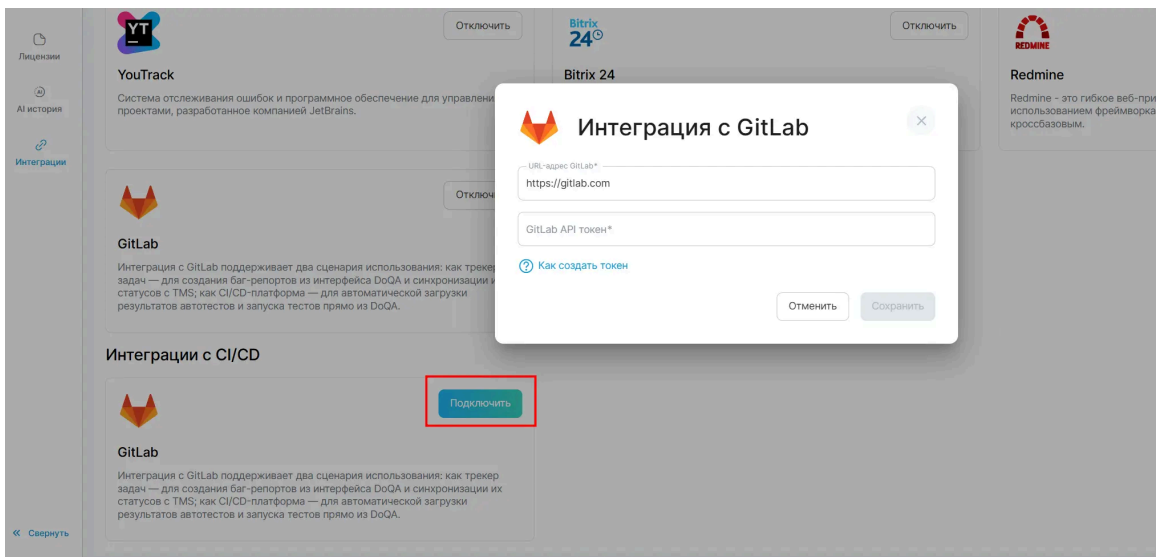 Лицензии
AI история
Интеграции
Свернуть
YT
Отключить
YouTrack
Система отслеживания ошибок и программное обеспечение для управлени
проектами, разработанное компанией JetBrains.
Bitrix
24
Отключить
Bitrix 24
REDMINE
Redmine
Redmine - это гибкое веб-при
использованием фреймворка
кроссбазовым.
Отключ
GitLab
Интеграция с GitLab поддерживает два сценария использования: как трекер
задач — для создания баг-репортов из интерфейса DoQA и синхронизации и
статусов с TMS; как CI/CD-платформа — для автоматической загрузки
результатов автотестов и запуска тестов прямо из DoQA.
Интеграция с GitLab
URL-адрес GitLab*
https://gitlab.com
GitLab API токен*
Как создать токен
Отменить
Сохранить
Интеграции с CI/CD
Подключить
GitLab
Интеграция с GitLab поддерживает два сценария использования: как трекер
задач — для создания баг-репортов из интерфейса DoQA и синхронизации их
статусов с TMS; как CI/CD-платформа — для автоматической загрузки
результатов автотестов и запуска тестов прямо из DoQA.